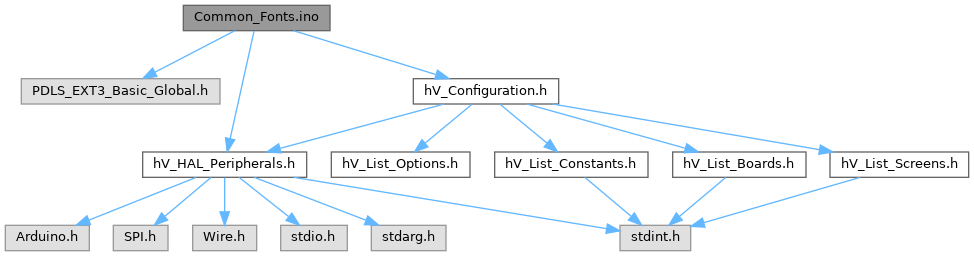 Common_Fonts.ino
PDLS_EXT3_Basic_Global.h
hV_Configuration.h
hV_HAL_Peripherals.h
hV_List_Options.h
hV_List_Constants.h
hV_List_Boards.h
hV_List_Screens.h
Arduino.h
SPI.h
Wire.h
stdio.h
stdarg.h
stdint.h